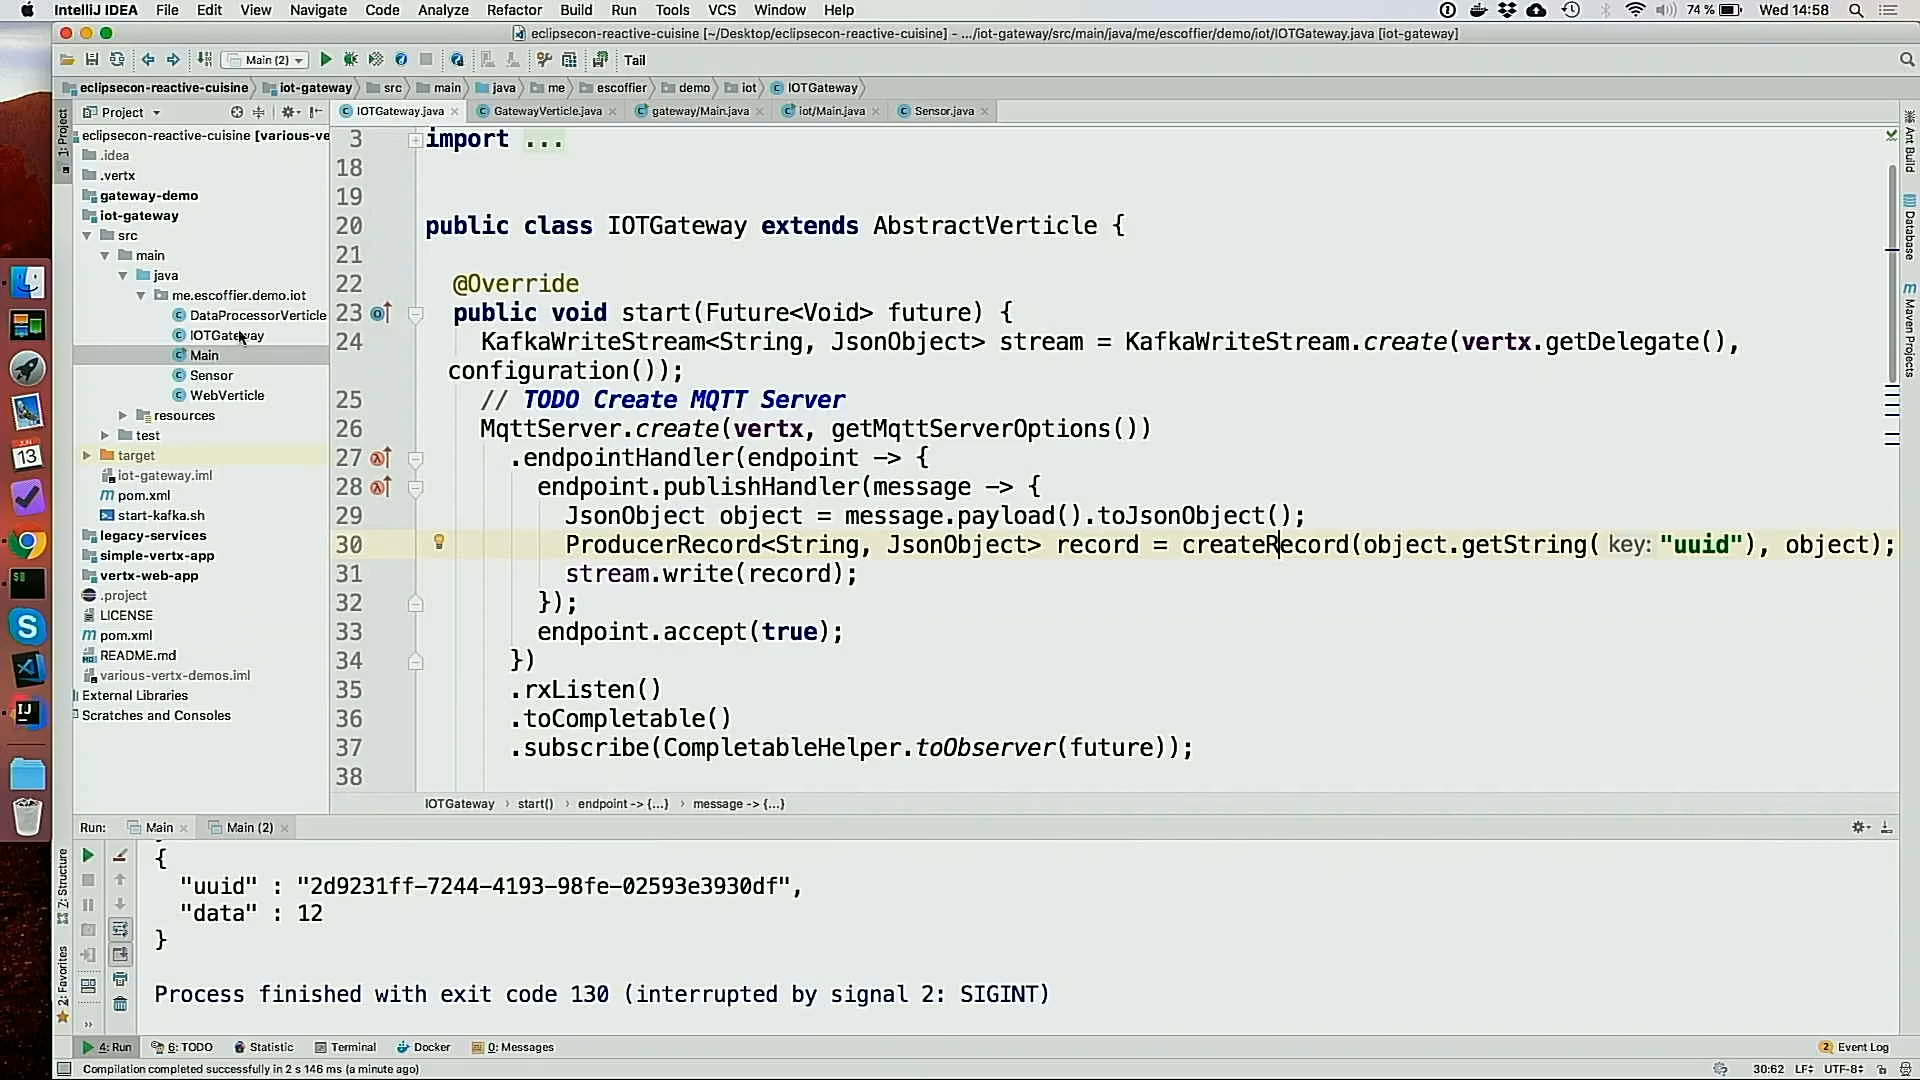 IntelliJ IDEA File Edit View Navigate Code Analyze Refactor Build Run Tools VCS Window Help 74 % Wed 14:58
eclipsecon-reactive-cuisine [~/Desktop/eclipsecon-reactive-cuisine] - .../iot-gateway/src/main/java/me/escoffier/demo/iot/IOTGateway.java [iot-gateway]
Main (2) Tail
eclipsecon-reactive-cuisine iot-gateway src main java me escoffier demo iot IOTGateway
Project
IOTGateway.java GatewayVerticle.java gateway/Main.java iot/Main.java Sensor.java
1: Project
eclipsecon-reactive-cuisine [various-ve
.idea
.vertx
gateway-demo
iot-gateway
src
main
java
me.escoffier.demo.iot
DataProcessorVerticle
IOTGateway
Main
Sensor
WebVerticle
resources
test
target
iot-gateway.iml
pom.xml
start-kafka.sh
legacy-services
simple-vertx-app
vertx-web-app
.project
LICENSE
pom.xml
README.md
various-vertx-demos.iml
External Libraries
Scratches and Consoles
3 import ...
18
19
20 public class IOTGateway extends AbstractVerticle {
21
22 @Override
23 public void start(Future<Void> future) {
24 KafkaWriteStream<String, JsonObject> stream = KafkaWriteStream.create(vertx.getDelegate(),
configuration());
25 // TODO Create MQTT Server
26 MqttServer.create(vertx, getMqttServerOptions())
27 .endpointHandler(endpoint -> {
28 endpoint.publishHandler(message -> {
29 JsonObject object = message.payload().toJsonObject();
30 ProducerRecord<String, JsonObject> record = createRecord(object.getString( key: "uuid"), object);
31 stream.write(record);
32 });
33 endpoint.accept(true);
34 })
35 .rxListen()
36 .toCompletable()
37 .subscribe(CompletableHelper.toObserver(future));
38
IOTGateway › start() › endpoint -> {...} › message -> {...}
Ant Build
Database
Maven Projects
JUN
13
Run: Main Main (2)
{
"uuid" : "2d9231ff-7244-4193-98fe-02593e3930df",
"data" : 12
}
Process finished with exit code 130 (interrupted by signal 2: SIGINT)
Z: Structure
2: Favorites
4: Run 6: TODO Statistic Terminal Docker 0: Messages 2 Event Log
Compilation completed successfully in 2 s 146 ms (a minute ago) 30:62 LF UTF-8